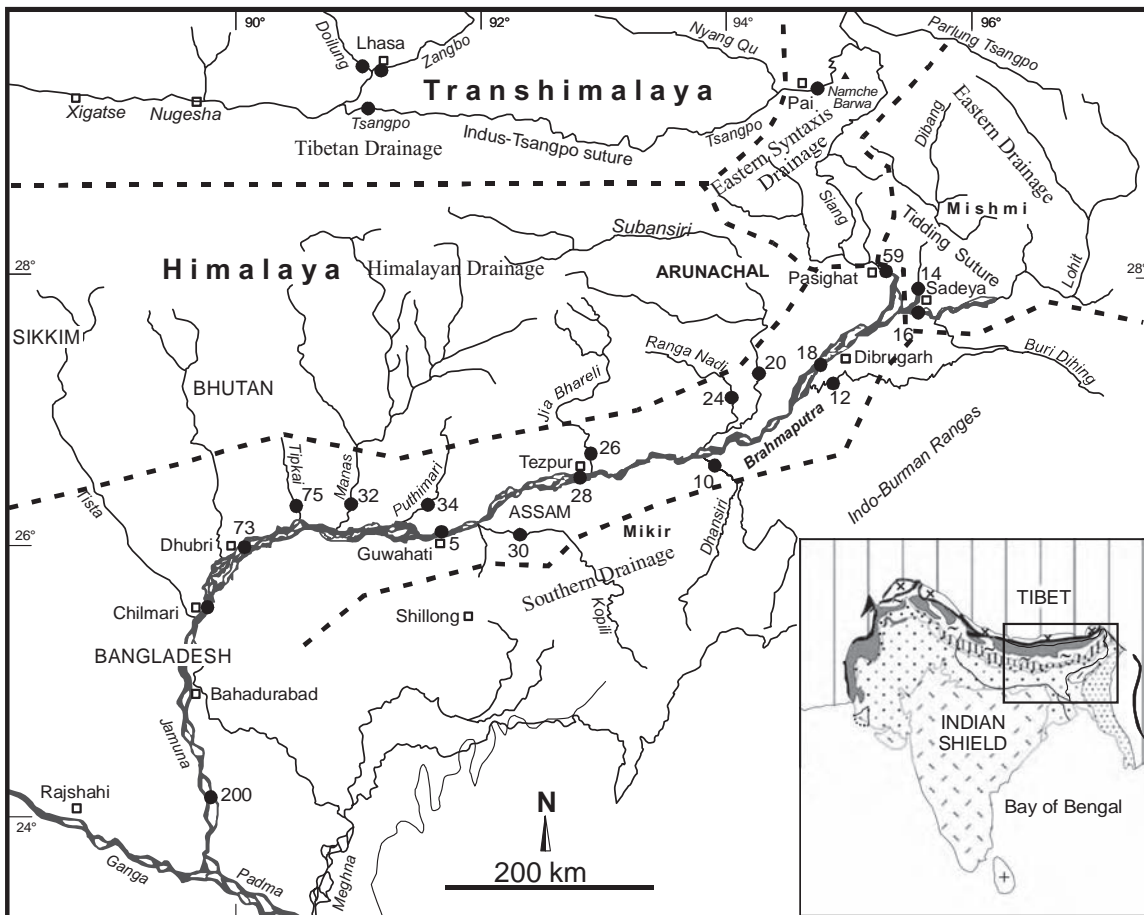 90°
92°
94°
96°
Doilung
Lhasa
Zangbo
Nyang Qu
Parlung Tsangpo
Transhimalaya
Xigatse
Nugesha
Tsangpo
Pai
Namche
Barwa
Tibetan Drainage
Indus-Tsangpo suture
Tsangpo
Eastern Syntaxis
Drainage
Dibang
Eastern Drainage
Siang
Mishmi
Tidding Suture
Lohit
Subansiri
28°
28°
Himalaya
Himalayan Drainage
ARUNACHAL
Pasighat
59
14
Sadeya
16
SIKKIM
BHUTAN
Ranga Nadi
20
18
Dibrugarh
Buri Dihing
24
12
Jia Bhareli
Brahmaputra
Tista
Tipkai
Manas
Puthimari
26
Tezpur
28
10
Indo-Burman Ranges
75
32
34
ASSAM
Mikir
Dhansiri
26°
73
Dhubri
Guwahati
5
30
Southern Drainage
Kopili
Chilmari
Shillong
BANGLADESH
Bahadurabad
Jamuna
Rajshahi
200
24°
Ganga
Padma
Meghna
N
200 km
TIBET
INDIAN
SHIELD
Bay of Bengal